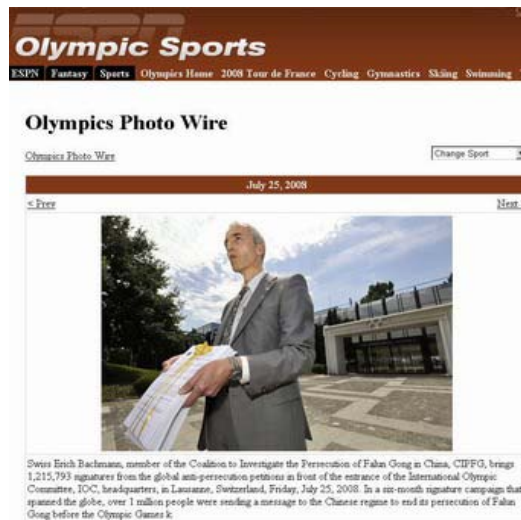 ESPN
Olympic Sports
ESPN Fantasy Sports Olympics Home 2008 Tour de France Cycling Gymnastics Skiing Swimming
Olympics Photo Wire
Olympics Photo Wire
Change Sport
July 25, 2008
< Prev
Next
Swiss Erich Bachmann, member of the Coalition to Investigate the Persecution of Falun Gong in China, CIPFG, brings
1,215,793 signatures from the global anti-persecution petitions in front of the entrance of the International Olympic
Committee, IOC, headquarters, in Lausanne, Switzerland, Friday, July 25, 2008. In a six-month signature campaign that
spanned the globe, over 1 million people were sending a message to the Chinese regime to end its persecution of Falun
Gong before the Olympic Games k